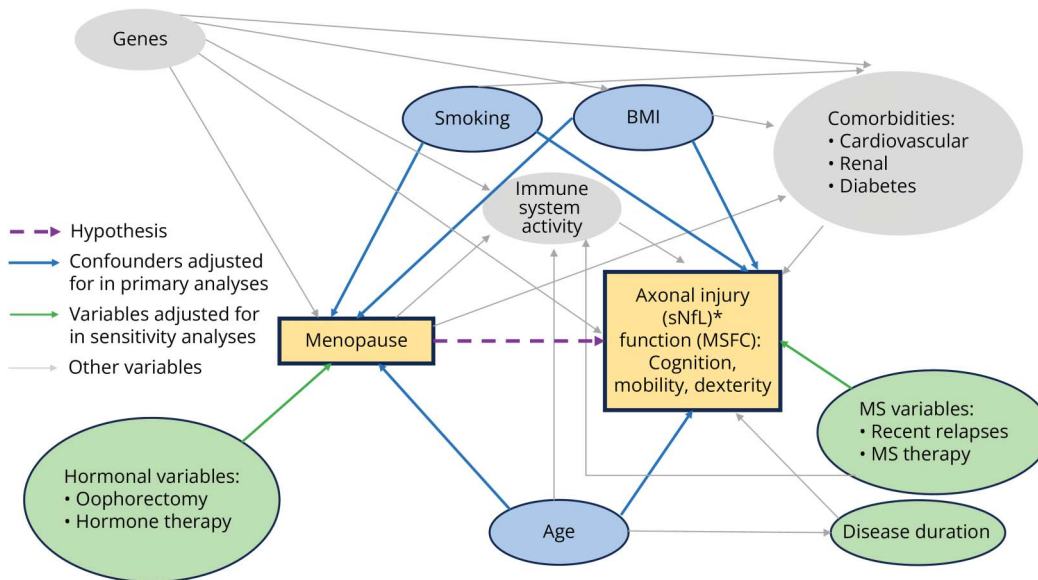 Genes
Smoking
BMI
Comorbidities:
• Cardiovascular
• Renal
• Diabetes
Immune
system
activity
Hypothesis
Confounders adjusted
for in primary analyses
Variables adjusted for
in sensitivity analyses
Other variables
Menopause
Axonal injury
(sNfL)*
function (MSFC):
Cognition,
mobility, dexterity
MS variables:
• Recent relapses
• MS therapy
Hormonal variables:
• Oophorectomy
• Hormone therapy
Age
Disease duration